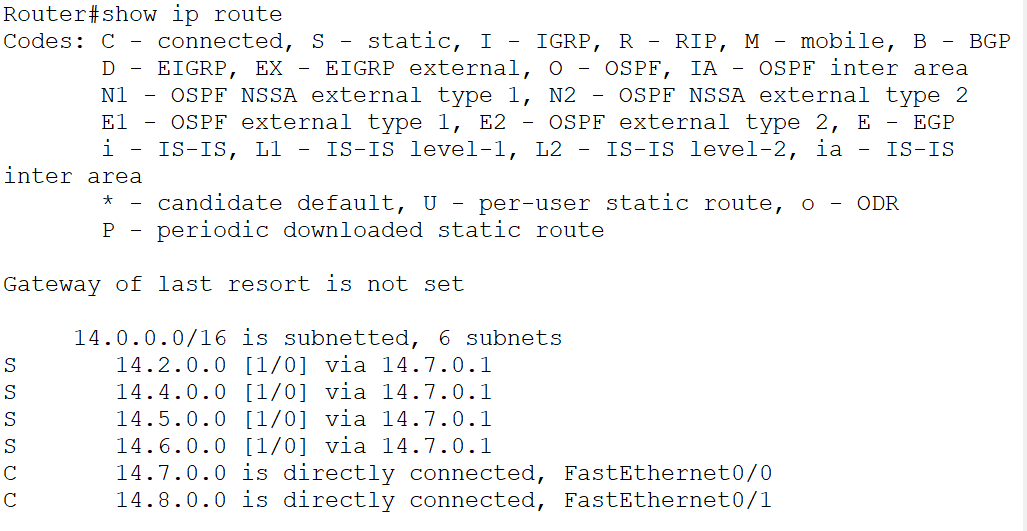 Router#show ip route
Codes: C - connected, S - static, I - IGRP, R - RIP, M - mobile, B - BGP
       D - EIGRP, EX - EIGRP external, O - OSPF, IA - OSPF inter area
       N1 - OSPF NSSA external type 1, N2 - OSPF NSSA external type 2
       E1 - OSPF external type 1, E2 - OSPF external type 2, E - EGP
       i - IS-IS, L1 - IS-IS level-1, L2 - IS-IS level-2, ia - IS-IS
inter area
       * - candidate default, U - per-user static route, o - ODR
       P - periodic downloaded static route

Gateway of last resort is not set

     14.0.0.0/16 is subnetted, 6 subnets
S       14.2.0.0 [1/0] via 14.7.0.1
S       14.4.0.0 [1/0] via 14.7.0.1
S       14.5.0.0 [1/0] via 14.7.0.1
S       14.6.0.0 [1/0] via 14.7.0.1
C       14.7.0.0 is directly connected, FastEthernet0/0
C       14.8.0.0 is directly connected, FastEthernet0/1